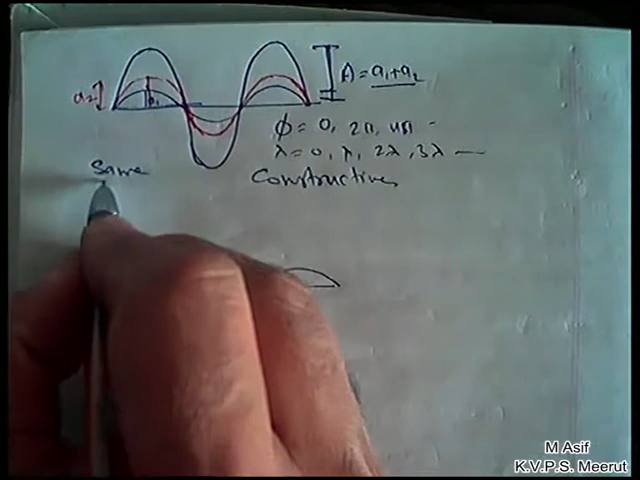 A = a₁+a₂
a₂
a₁
ϕ = 0, 2π, 4π -
λ = 0, λ, 2λ, 3λ —
Same
Constructive
M Asif
K.V.P.S. Meerut